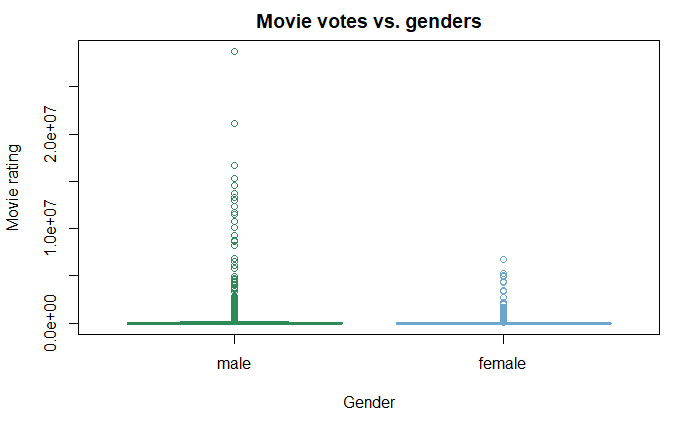 Movie votes vs. genders
Movie rating
2.0e+07
1.0e+07
0.0e+00
male
female
Gender